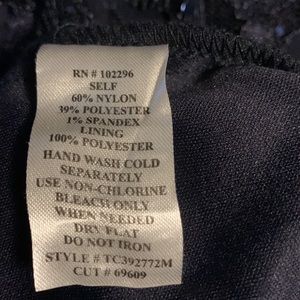 RN # 102296
SELF
60% NYLON
39% POLYESTER
1% SPANDEX
LINING
100% POLYESTER
HAND WASH COLD
SEPARATELY
USE NON-CHLORINE
BLEACH ONLY
WHEN NEEDED
DRY FLAT
DO NOT IRON
STYLE # TC392772M
CUT # 69609